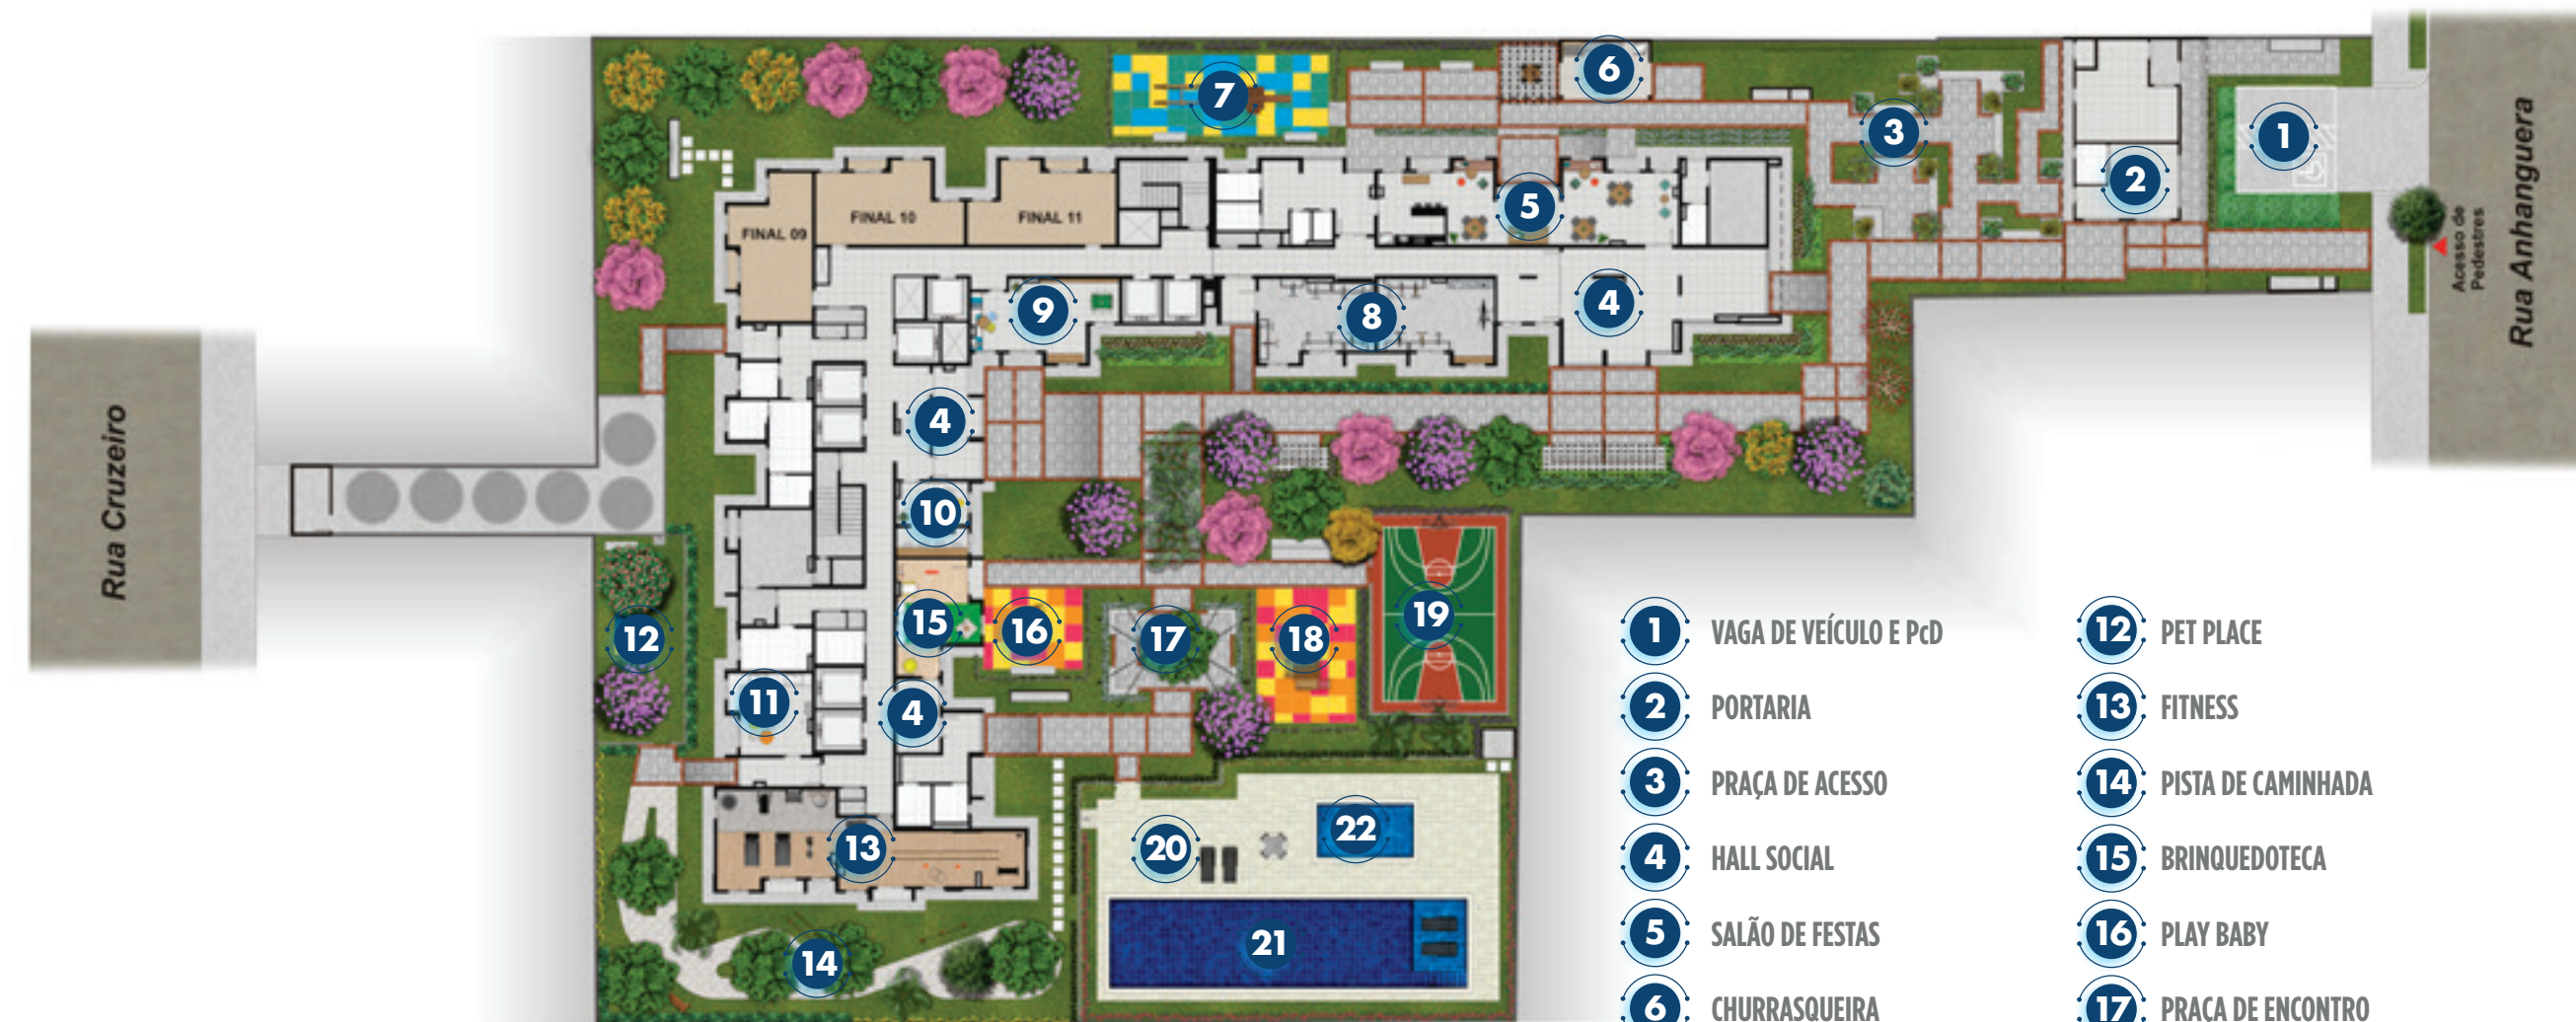 7
6
3
1
2
5
FINAL 10
FINAL 11
FINAL 09
9
8
4
Acesso de
Pedestres
Rua Anhanguera
Rua Cruzeiro
4
10
12
15
16
17
18
19
11
4
13
20
22
14
21
1 VAGA DE VEÍCULO E PcD
2 PORTARIA
3 PRAÇA DE ACESSO
4 HALL SOCIAL
5 SALÃO DE FESTAS
6 CHURRASQUEIRA
12 PET PLACE
13 FITNESS
14 PISTA DE CAMINHADA
15 BRINQUEDOTECA
16 PLAY BABY
17 PRAÇA DE ENCONTRO